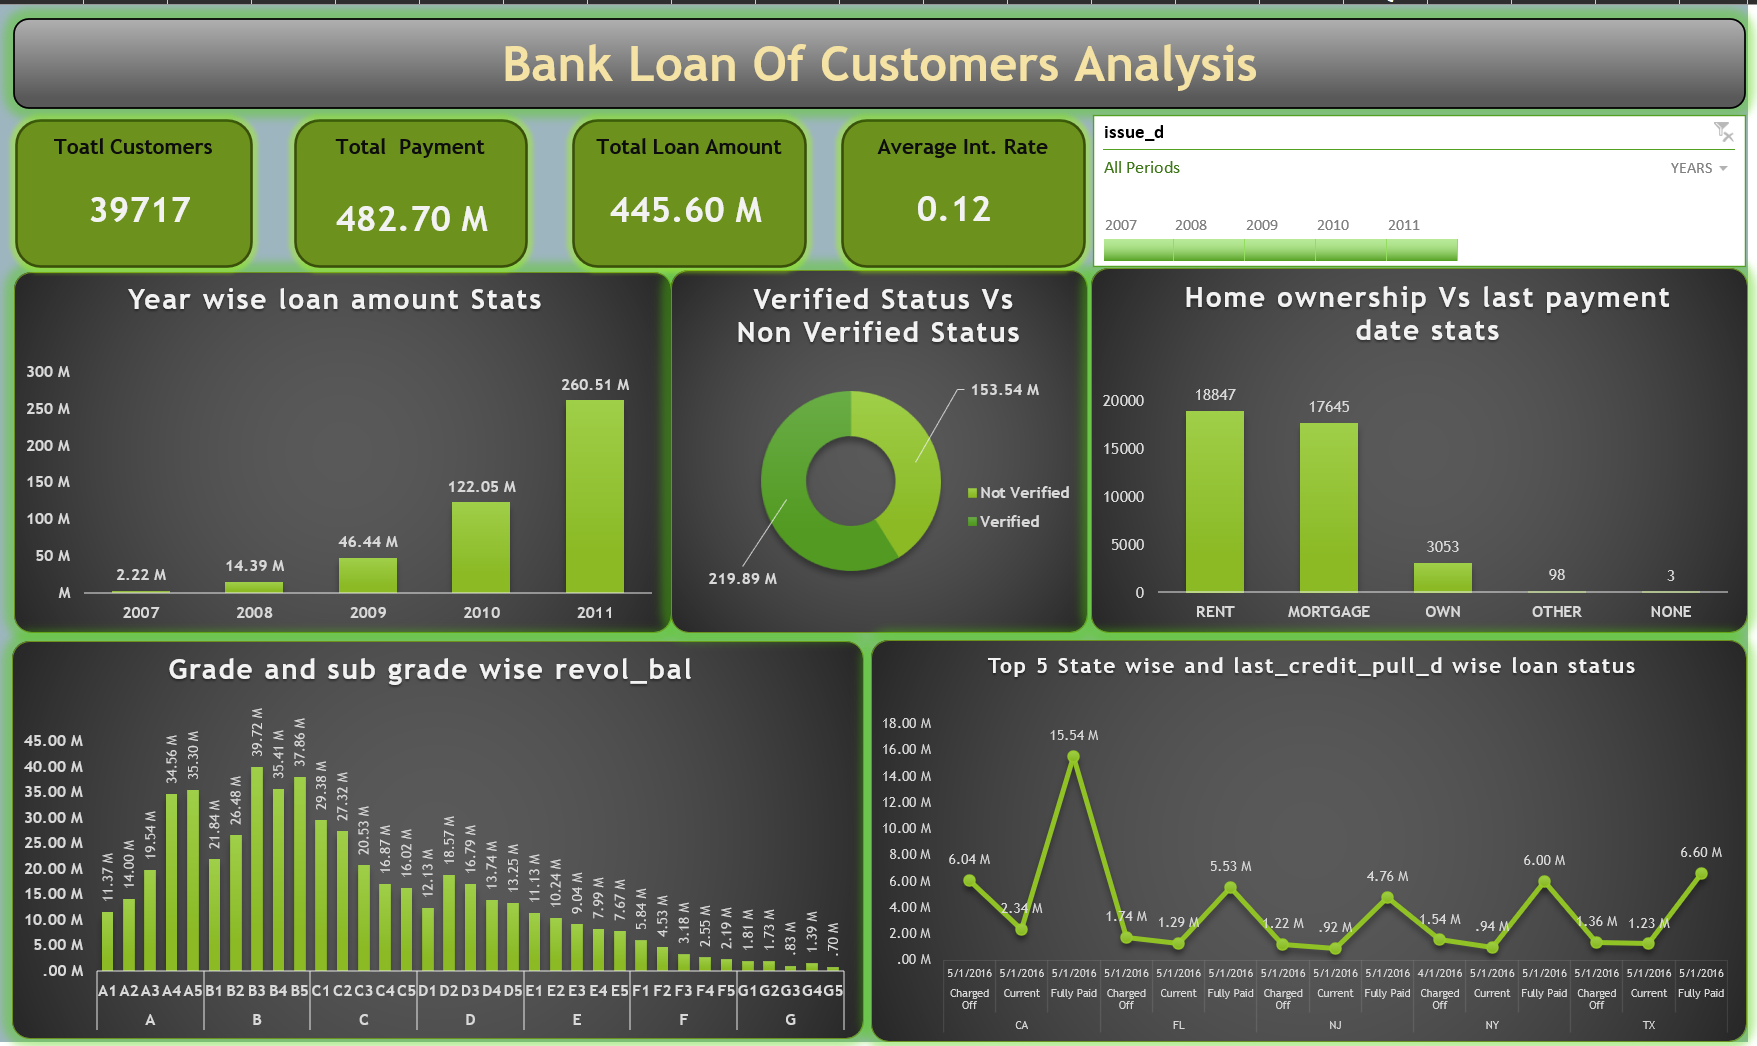 Bank Loan Of Customers Analysis
Toatl Customers
39717
Total Payment
482.70 M
Total Loan Amount
445.60 M
Average Int. Rate
0.12
issue_d
All Periods
YEARS
2007 2008 2009 2010 2011
Year wise loan amount Stats
300 M
250 M
200 M
150 M
100 M
50 M
M
2.22 M
14.39 M
46.44 M
122.05 M
260.51 M
2007 2008 2009 2010 2011
Verified Status Vs
Non Verified Status
153.54 M
219.89 M
Not Verified
Verified
Home ownership Vs last payment
date stats
20000
15000
10000
5000
0
18847
17645
3053
98
3
RENT MORTGAGE OWN OTHER NONE
Grade and sub grade wise revol_bal
45.00 M
40.00 M
35.00 M
30.00 M
25.00 M
20.00 M
15.00 M
10.00 M
5.00 M
.00 M
11.37 M
14.00 M
19.54 M
34.56 M
35.30 M
21.84 M
26.48 M
39.72 M
35.41 M
37.86 M
29.38 M
27.32 M
20.53 M
16.87 M
16.02 M
12.13 M
18.57 M
16.79 M
13.74 M
13.25 M
11.13 M
10.24 M
9.04 M
7.99 M
7.67 M
5.84 M
4.53 M
3.18 M
2.55 M
2.19 M
1.81 M
1.73 M
.83 M
1.39 M
.70 M
A1 A2 A3 A4 A5 B1 B2 B3 B4 B5 C1 C2 C3 C4 C5 D1 D2 D3 D4 D5 E1 E2 E3 E4 E5 F1 F2 F3 F4 F5 G1 G2 G3 G4 G5
A B C D E F G
Top 5 State wise and last_credit_pull_d wise loan status
18.00 M
16.00 M
14.00 M
12.00 M
10.00 M
8.00 M
6.00 M
4.00 M
2.00 M
.00 M
6.04 M
2.34 M
15.54 M
1.74 M
1.29 M
5.53 M
1.22 M
.92 M
4.76 M
1.54 M
.94 M
6.00 M
1.36 M
1.23 M
6.60 M
5/1/2016 5/1/2016 5/1/2016 5/1/2016 5/1/2016 5/1/2016 5/1/2016 5/1/2016 5/1/2016 4/1/2016 5/1/2016 5/1/2016 5/1/2016 5/1/2016 5/1/2016
Charged Current Fully Paid Charged Current Fully Paid Charged Current Fully Paid Charged Current Fully Paid Charged Current Fully Paid
Off Off Off Off Off
CA FL NJ NY TX